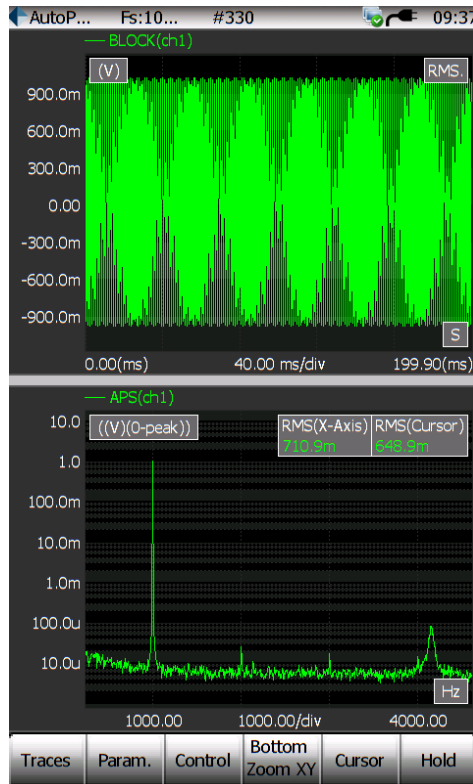 AutoP... Fs:10... #330 09:37
BLOCK(ch1)
(V) RMS.
900.0m
600.0m
300.0m
0.00
-300.0m
-600.0m
-900.0m
S
0.00(ms) 40.00 ms/div 199.90(ms)
APS(ch1)
10.0 ((V)(0-peak)) RMS(X-Axis) RMS(Cursor)
710.9m 648.9m
1.0
100.0m
10.0m
1.0m
100.0u
10.0u
Hz
1000.00 1000.00/div 4000.00
Traces Param. Control Bottom Zoom XY Cursor Hold